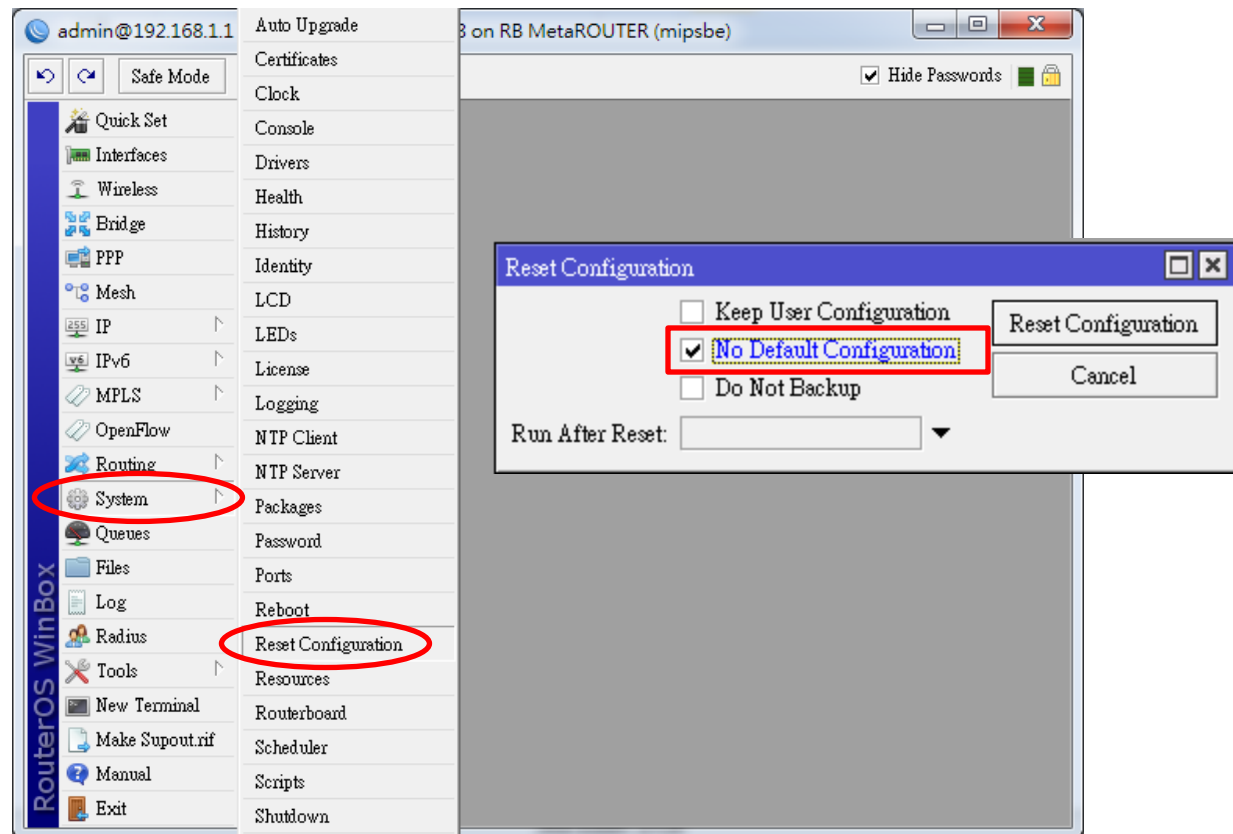 admin@192.168.1.1
3 on RB MetaROUTER (mipsbe)
Safe Mode
Hide Passwords
Quick Set
Interfaces
Wireless
Bridge
PPP
Mesh
IP
IPv6
MPLS
OpenFlow
Routing
System
Queues
Files
Log
Radius
Tools
New Terminal
Make Supout.rif
Manual
Exit
RouterOS WinBox
Auto Upgrade
Certificates
Clock
Console
Drivers
Health
History
Identity
LCD
LEDs
License
Logging
NTP Client
NTP Server
Packages
Password
Ports
Reboot
Reset Configuration
Resources
Routerboard
Scheduler
Scripts
Shutdown
Reset Configuration
Keep User Configuration
No Default Configuration
Do Not Backup
Run After Reset:
Reset Configuration
Cancel